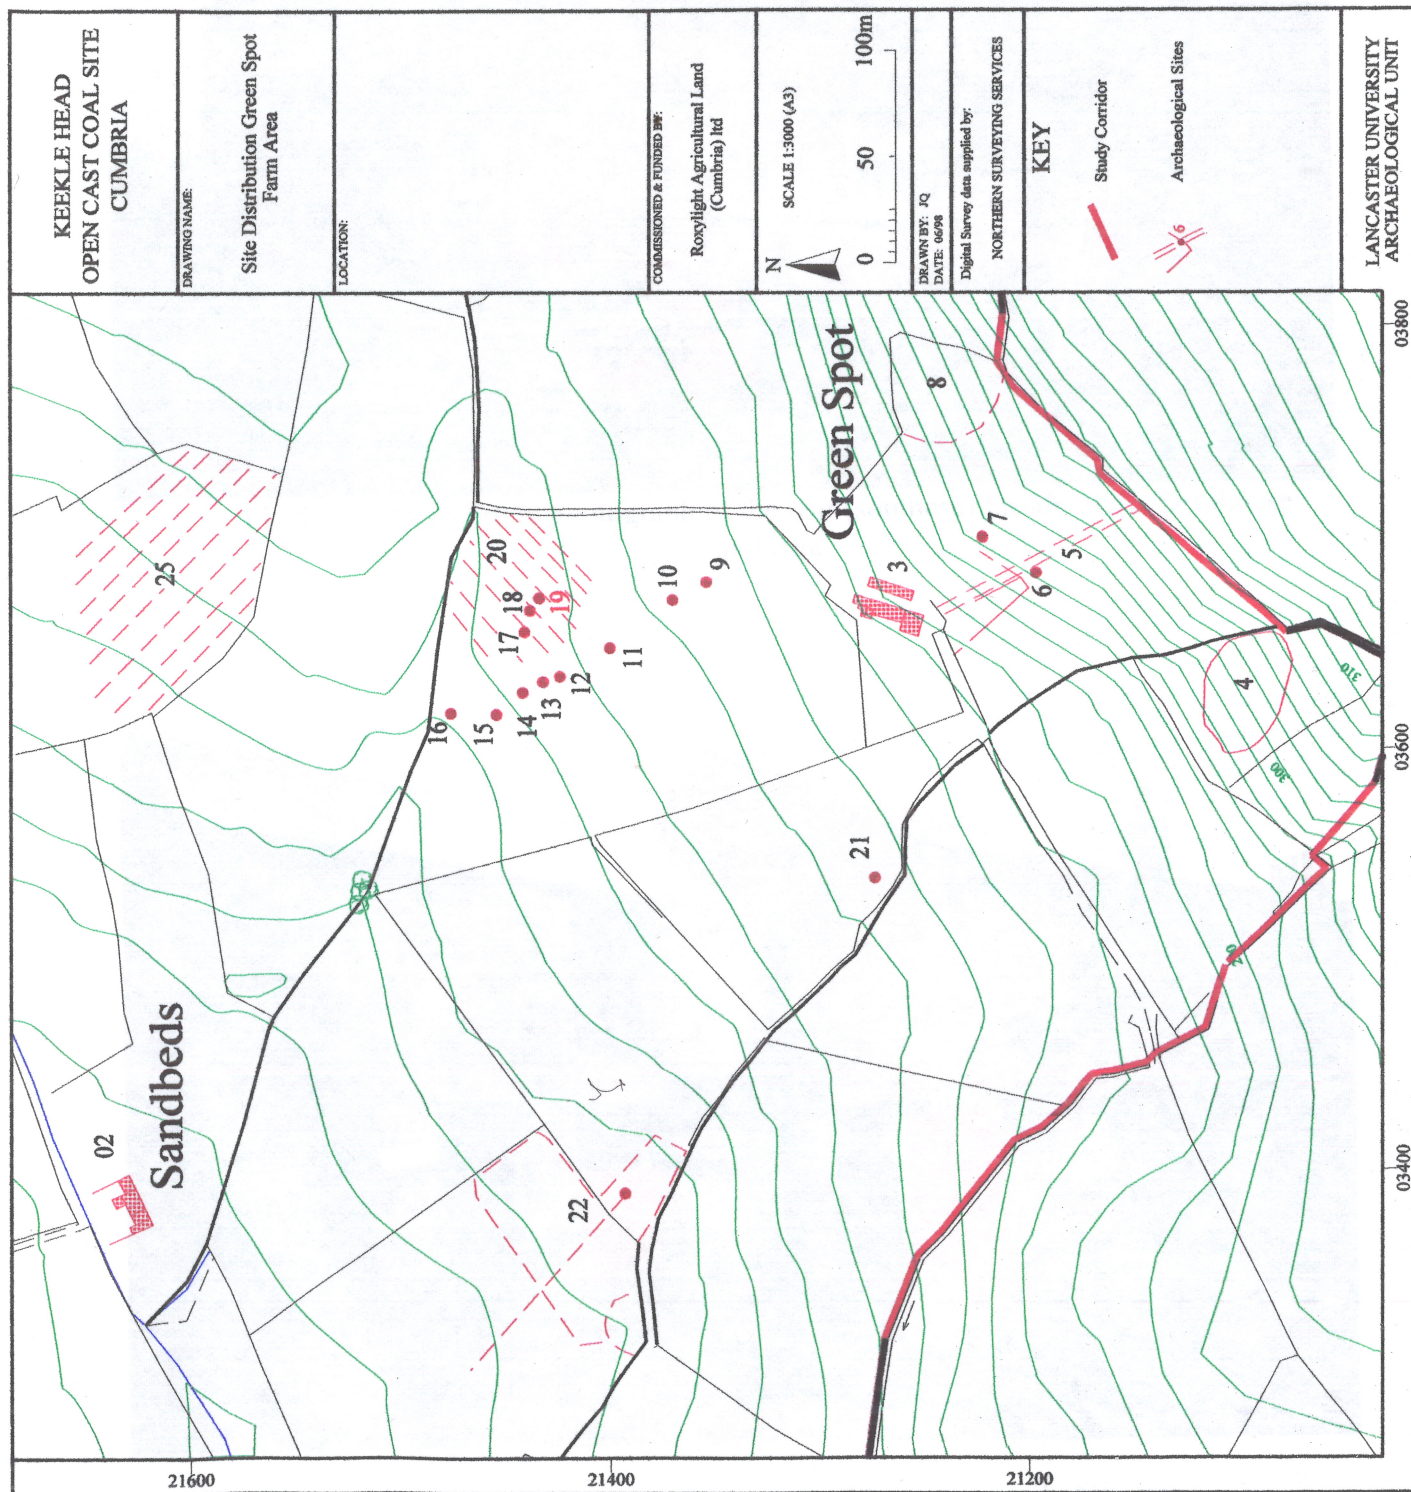 KEEKLE HEAD
OPEN CAST COAL SITE
CUMBRIA
DRAWING NAME:
Site Distribution Green Spot
Farm Area
LOCATION:
COMMISSIONED & FUNDED BY:
Roxylight Agricultural Land
(Cumbria) ltd
N
SCALE 1:3000 (A3)
0 50 100m
DRAWN BY: JQ
DATE: 06/98
Digital Survey data supplied by:
NORTHERN SURVEYING SERVICES
KEY
Study Corridor
6
Archaeological Sites
LANCASTER UNIVERSITY
ARCHAEOLOGICAL UNIT
25
20
19
18
17
16
15
14
13
12
11
10
9
Green Spot
8
7
6
5
3
4
310
300
21
22
02
Sandbeds
03800
03600
03400
21600
21400
21200